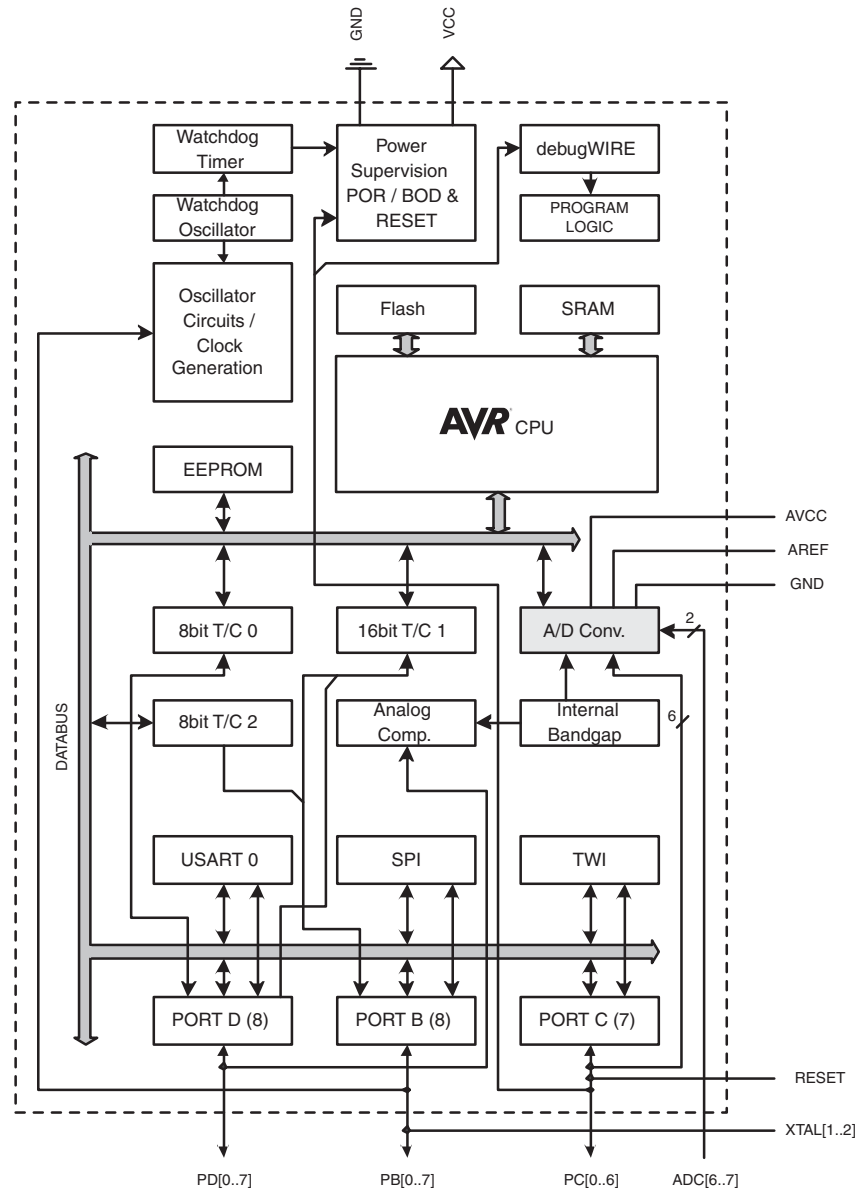 GND
VCC
Watchdog
Timer
Power
Supervision
POR / BOD &
RESET
debugWIRE
Watchdog
Oscillator
PROGRAM
LOGIC
Oscillator
Circuits /
Clock
Generation
Flash
SRAM
AVR CPU
EEPROM
AVCC
AREF
GND
8bit T/C 0
16bit T/C 1
A/D Conv.
2
DATABUS
8bit T/C 2
Analog
Comp.
Internal
Bandgap
6
USART 0
SPI
TWI
PORT D (8)
PORT B (8)
PORT C (7)
RESET
XTAL[1..2]
PD[0..7]
PB[0..7]
PC[0..6]
ADC[6..7]